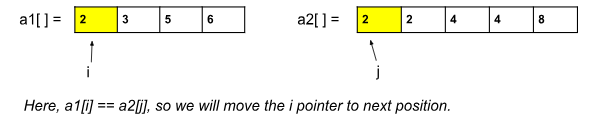 a1[ ] = 2 3 5 6 a2[ ] = 2 2 4 4 8
i j
Here, a1[i] == a2[j], so we will move the i pointer to next position.